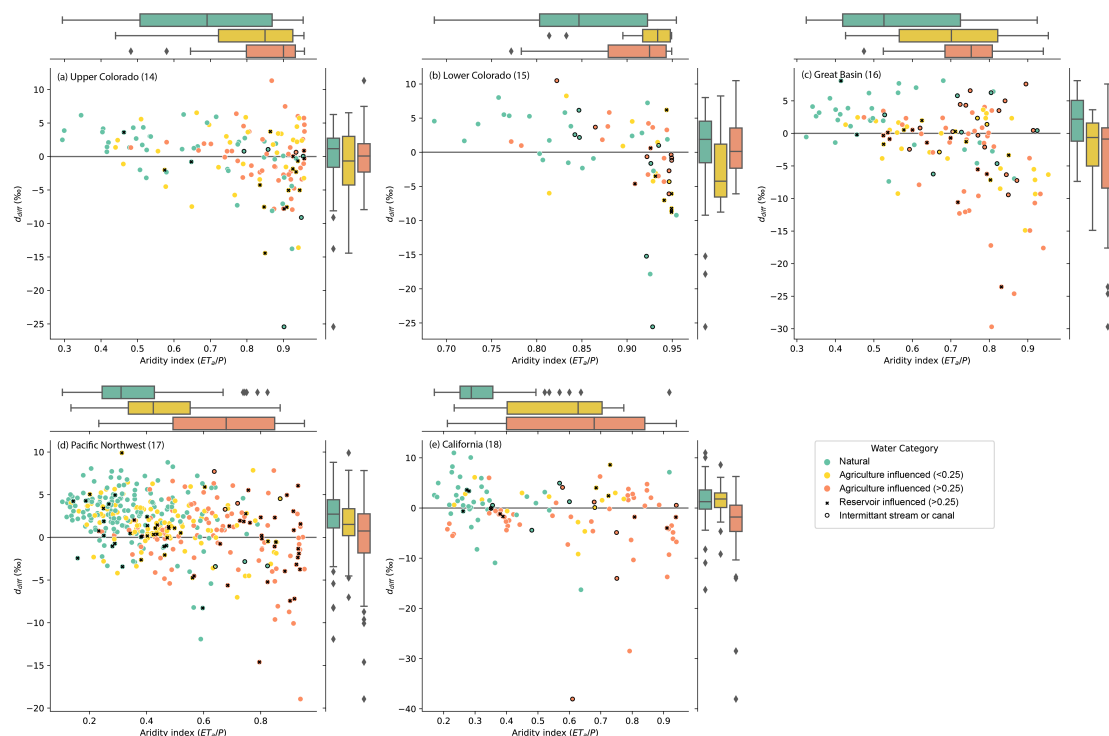 (a) Upper Colorado (14)
10
5
0
−5
−10
−15
−20
−25
d_diff (‰)
0.3 0.4 0.5 0.6 0.7 0.8 0.9
Aridity index (ET_a/P)
(b) Lower Colorado (15)
10
5
0
−5
−10
−15
−20
−25
d_diff (‰)
0.70 0.75 0.80 0.85 0.90 0.95
Aridity index (ET_a/P)
(c) Great Basin (16)
5
0
−5
−10
−15
−20
−25
−30
d_diff (‰)
0.3 0.4 0.5 0.6 0.7 0.8 0.9
Aridity index (ET_a/P)
(d) Pacific Northwest (17)
10
5
0
−5
−10
−15
−20
d_diff (‰)
0.2 0.4 0.6 0.8
Aridity index (ET_a/P)
(e) California (18)
10
0
−10
−20
−30
−40
d_diff (‰)
0.2 0.3 0.4 0.5 0.6 0.7 0.8 0.9
Aridity index (ET_a/P)
Water Category
Natural
Agriculture influenced (<0.25)
Agriculture influenced (>0.25)
Reservoir influenced (>0.25)
Intermittant stream or canal